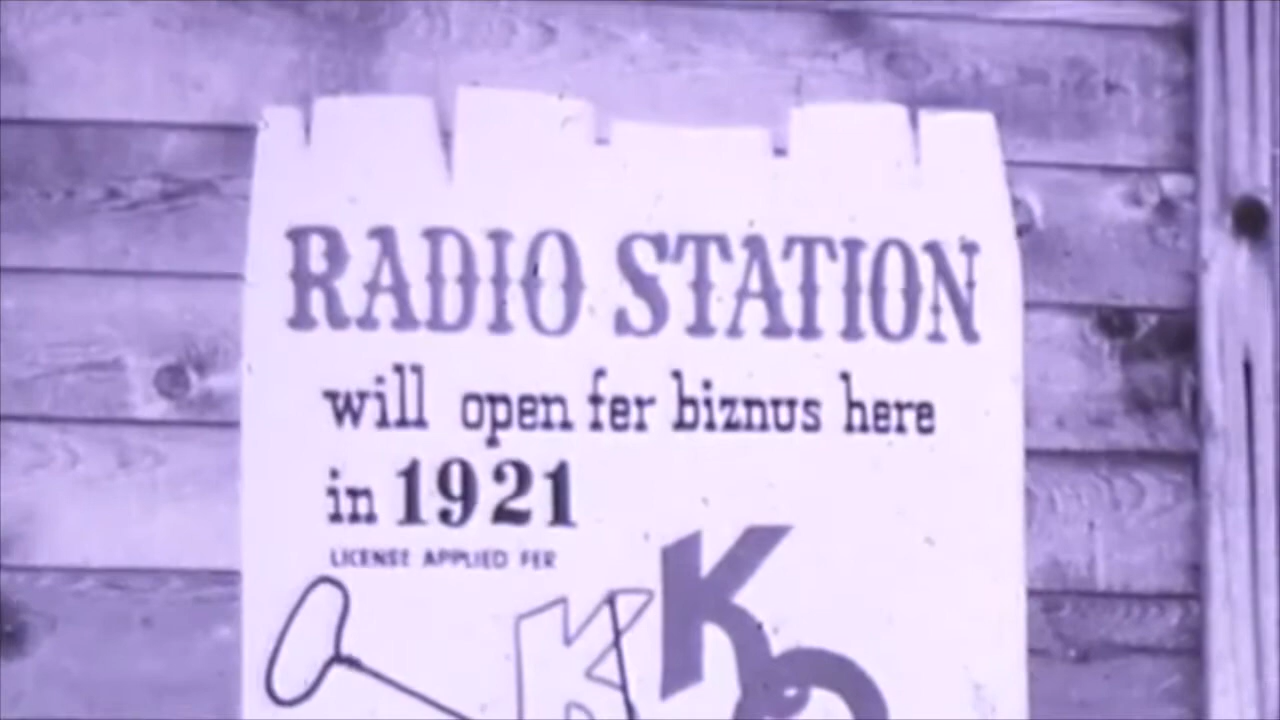 RADIO STATION
will open fer biznus here
in 1921
LICENSE APPLIED FER
K K